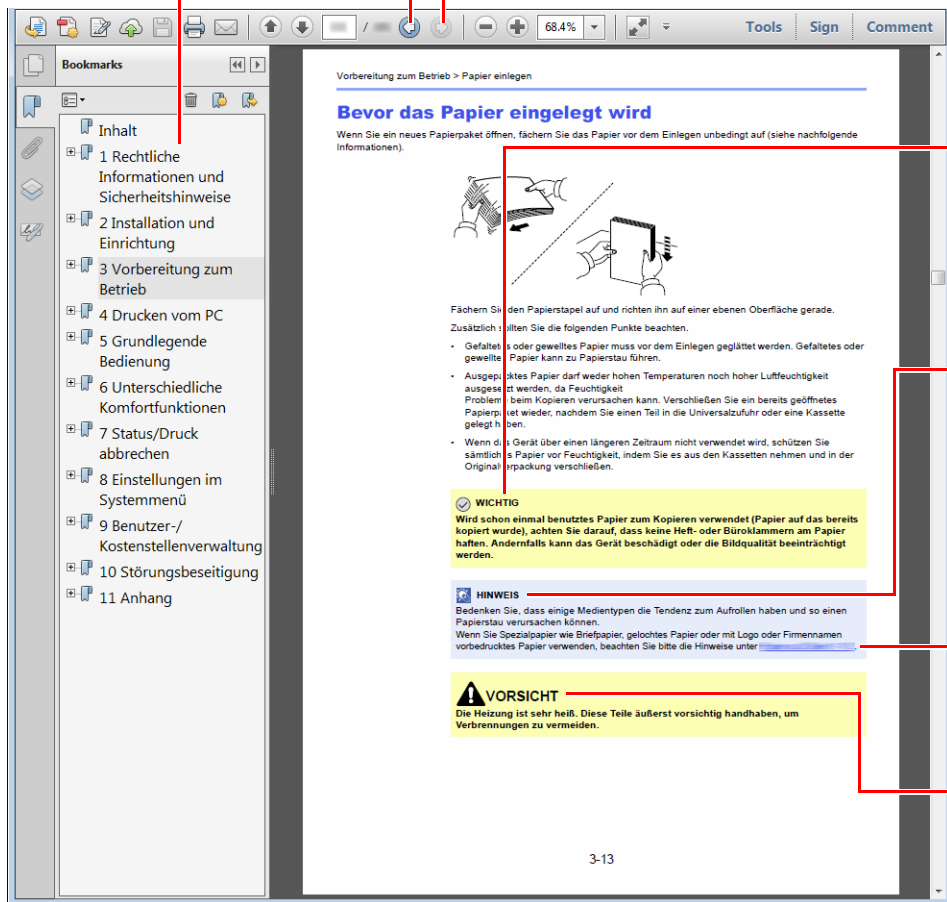 /
68.4%
Tools
Sign
Comment
Bookmarks
Inhalt
1 Rechtliche
Informationen und
Sicherheitshinweise
2 Installation und
Einrichtung
3 Vorbereitung zum
Betrieb
4 Drucken vom PC
5 Grundlegende
Bedienung
6 Unterschiedliche
Komfortfunktionen
7 Status/Druck
abbrechen
8 Einstellungen im
Systemmenü
9 Benutzer-/
Kostenstellenverwaltung
10 Störungsbeseitigung
11 Anhang
Vorbereitung zum Betrieb > Papier einlegen
Bevor das Papier eingelegt wird
Wenn Sie ein neues Papierpaket öffnen, fächern Sie das Papier vor dem Einlegen unbedingt auf (siehe nachfolgende
Informationen).
Fächern Sie den Papierstapel auf und richten ihn auf einer ebenen Oberfläche gerade.
Zusätzlich sollten Sie die folgenden Punkte beachten.
• Gefaltetes oder gewelltes Papier muss vor dem Einlegen geglättet werden. Gefaltetes oder
gewelltes Papier kann zu Papierstau führen.
• Ausgepacktes Papier darf weder hohen Temperaturen noch hoher Luftfeuchtigkeit
ausgesetzt werden, da Feuchtigkeit
Probleme beim Kopieren verursachen kann. Verschließen Sie ein bereits geöffnetes
Papierpaket wieder, nachdem Sie einen Teil in die Universalzufuhr oder eine Kassette
gelegt haben.
• Wenn das Gerät über einen längeren Zeitraum nicht verwendet wird, schützen Sie
sämtliches Papier vor Feuchtigkeit, indem Sie es aus den Kassetten nehmen und in der
Originalverpackung verschließen.
WICHTIG
Wird schon einmal benutztes Papier zum Kopieren verwendet (Papier auf das bereits
kopiert wurde), achten Sie darauf, dass keine Heft- oder Büroklammern am Papier
haften. Andernfalls kann das Gerät beschädigt oder die Bildqualität beeinträchtigt
werden.
HINWEIS
Bedenken Sie, dass einige Medientypen die Tendenz zum Aufrollen haben und so einen
Papierstau verursachen können.
Wenn Sie Spezialpapier wie Briefpapier, gelochtes Papier oder mit Logo oder Firmennamen
vorbedrucktes Papier verwenden, beachten Sie bitte die Hinweise unter
VORSICHT
Die Heizung ist sehr heiß. Diese Teile äußerst vorsichtig handhaben, um
Verbrennungen zu vermeiden.
3-13